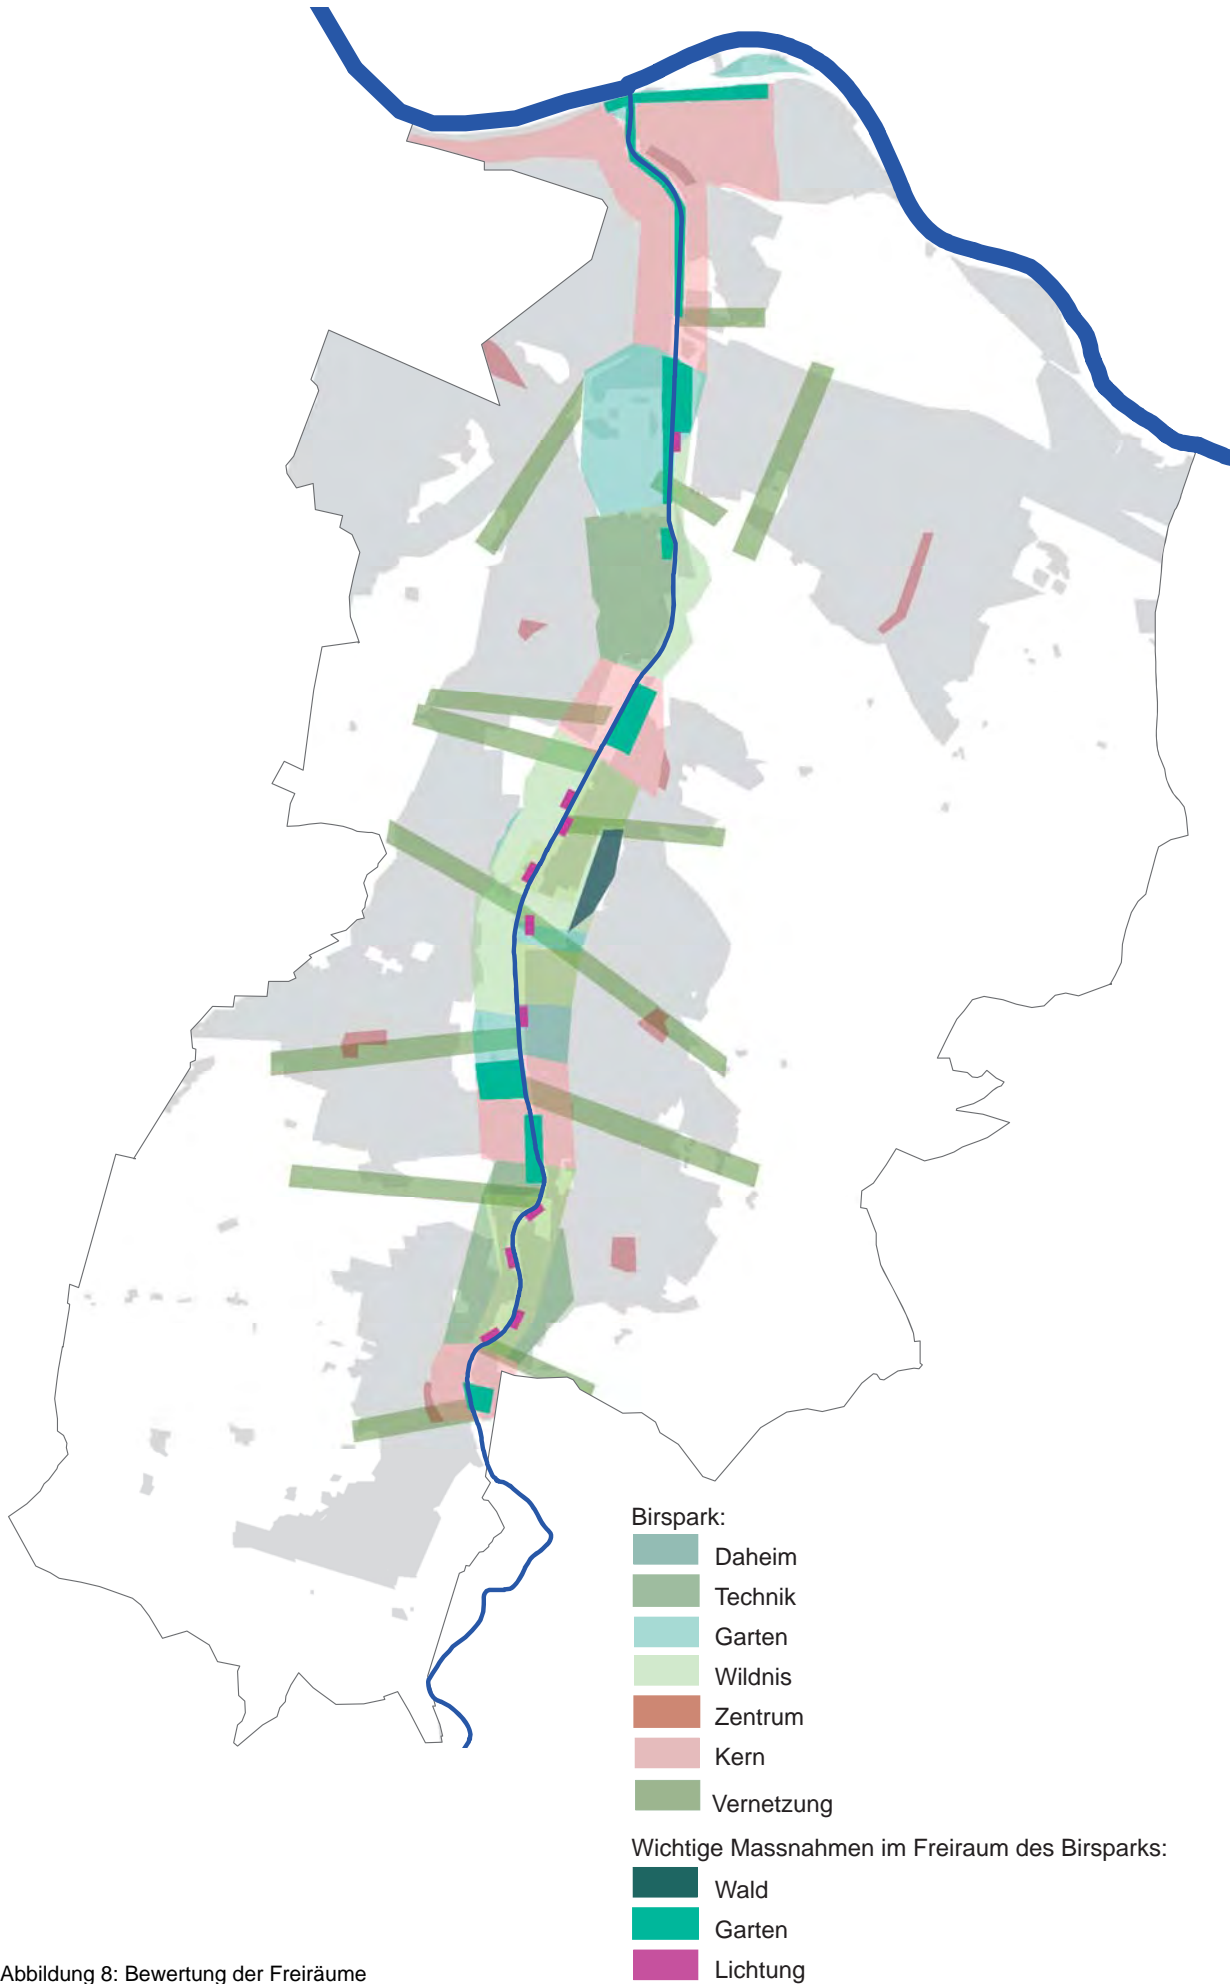 Birspark:
Daheim
Technik
Garten
Wildnis
Zentrum
Kern
Vernetzung
Wichtige Massnahmen im Freiraum des Birsparks:
Wald
Garten
Lichtung
Abbildung 8: Bewertung der Freiräume